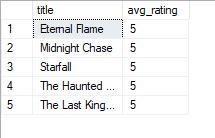 title avg_rating
1 Eternal Flame 5
2 Midnight Chase 5
3 Starfall 5
4 The Haunted ... 5
5 The Last King... 5